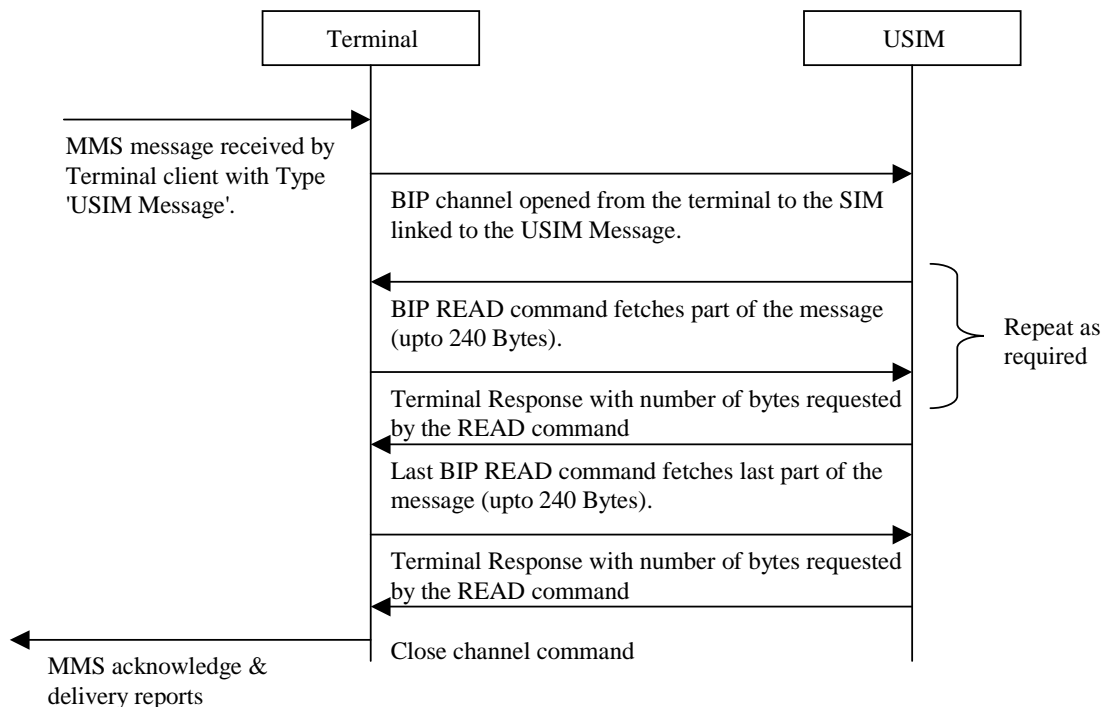 Terminal
USIM
MMS message received by
Terminal client with Type
'USIM Message'.
BIP channel opened from the terminal to the SIM
linked to the USIM Message.
BIP READ command fetches part of the message
(upto 240 Bytes).
Repeat as
required
Terminal Response with number of bytes requested
by the READ command
Last BIP READ command fetches last part of the
message (upto 240 Bytes).
Terminal Response with number of bytes requested
by the READ command
Close channel command
MMS acknowledge &
delivery reports